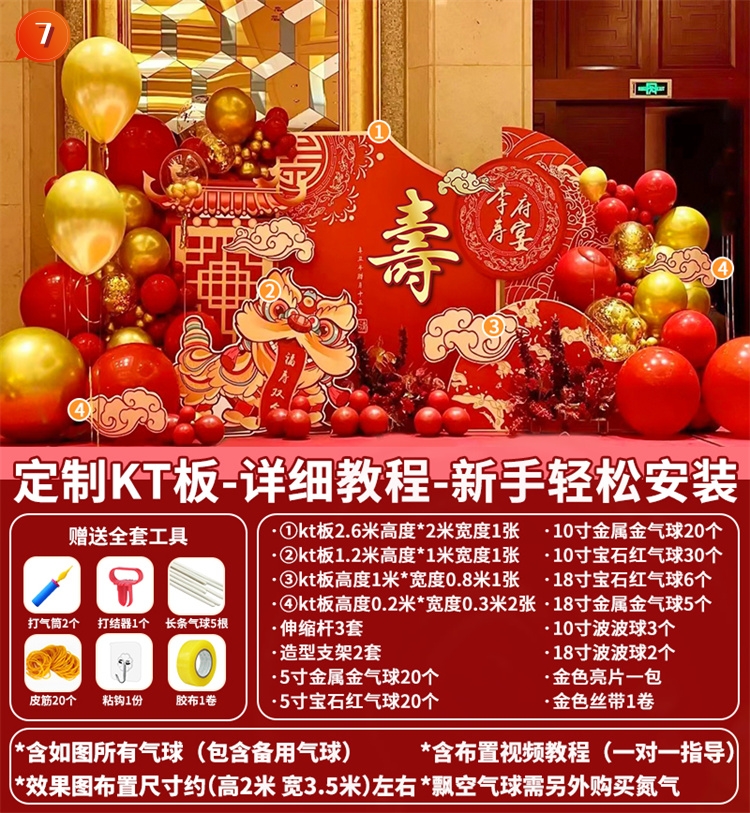 7
①
寿
李府
寿宴
②
福寿双全
③
④
④
定制KT板-详细教程-新手轻松安装
赠送全套工具
打气筒2个
打结器1个
长条气球5根
皮筋20个
粘钩1份
胶布1卷
·①kt板2.6米高度*2米宽度1张
·②kt板1.2米高度*1米宽度1张
·③kt板高度1米*宽度0.8米1张
·④kt板高度0.2米*宽度0.3米2张
·伸缩杆3套
·造型支架2套
·5寸金属金气球20个
·5寸宝石红气球20个
·10寸金属金气球20个
·10寸宝石红气球30个
·18寸宝石红气球6个
·18寸金属金气球5个
·10寸波波球3个
·18寸波波球2个
·金色亮片一包
·金色丝带1卷
*含如图所有气球（包含备用气球）
*含布置视频教程（一对一指导）
*效果图布置尺寸约(高2米 宽3.5米)左右
*飘空气球需另外购买氮气